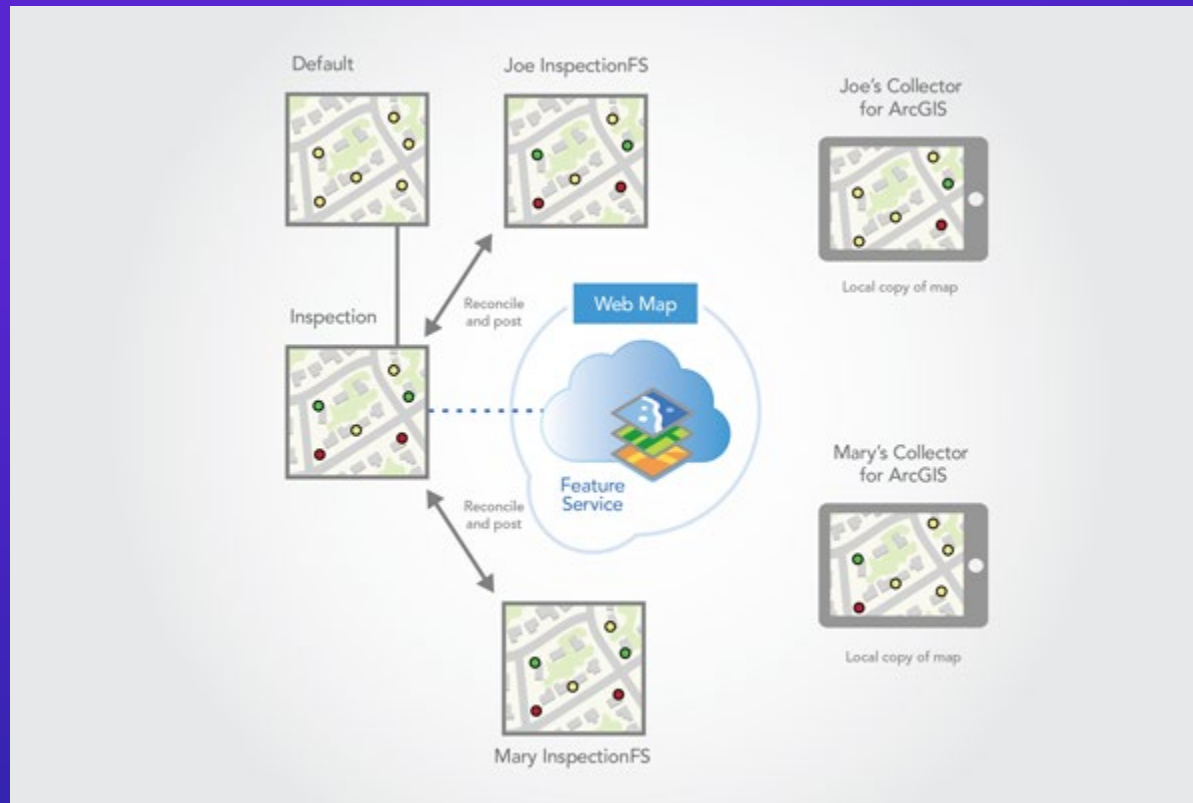 Default
Joe InspectionFS
Joe's Collector
for ArcGIS
Local copy of map
Reconcile
and post
Web Map
Inspection
Feature
Service
Mary's Collector
for ArcGIS
Reconcile
and post
Local copy of map
Mary InspectionFS